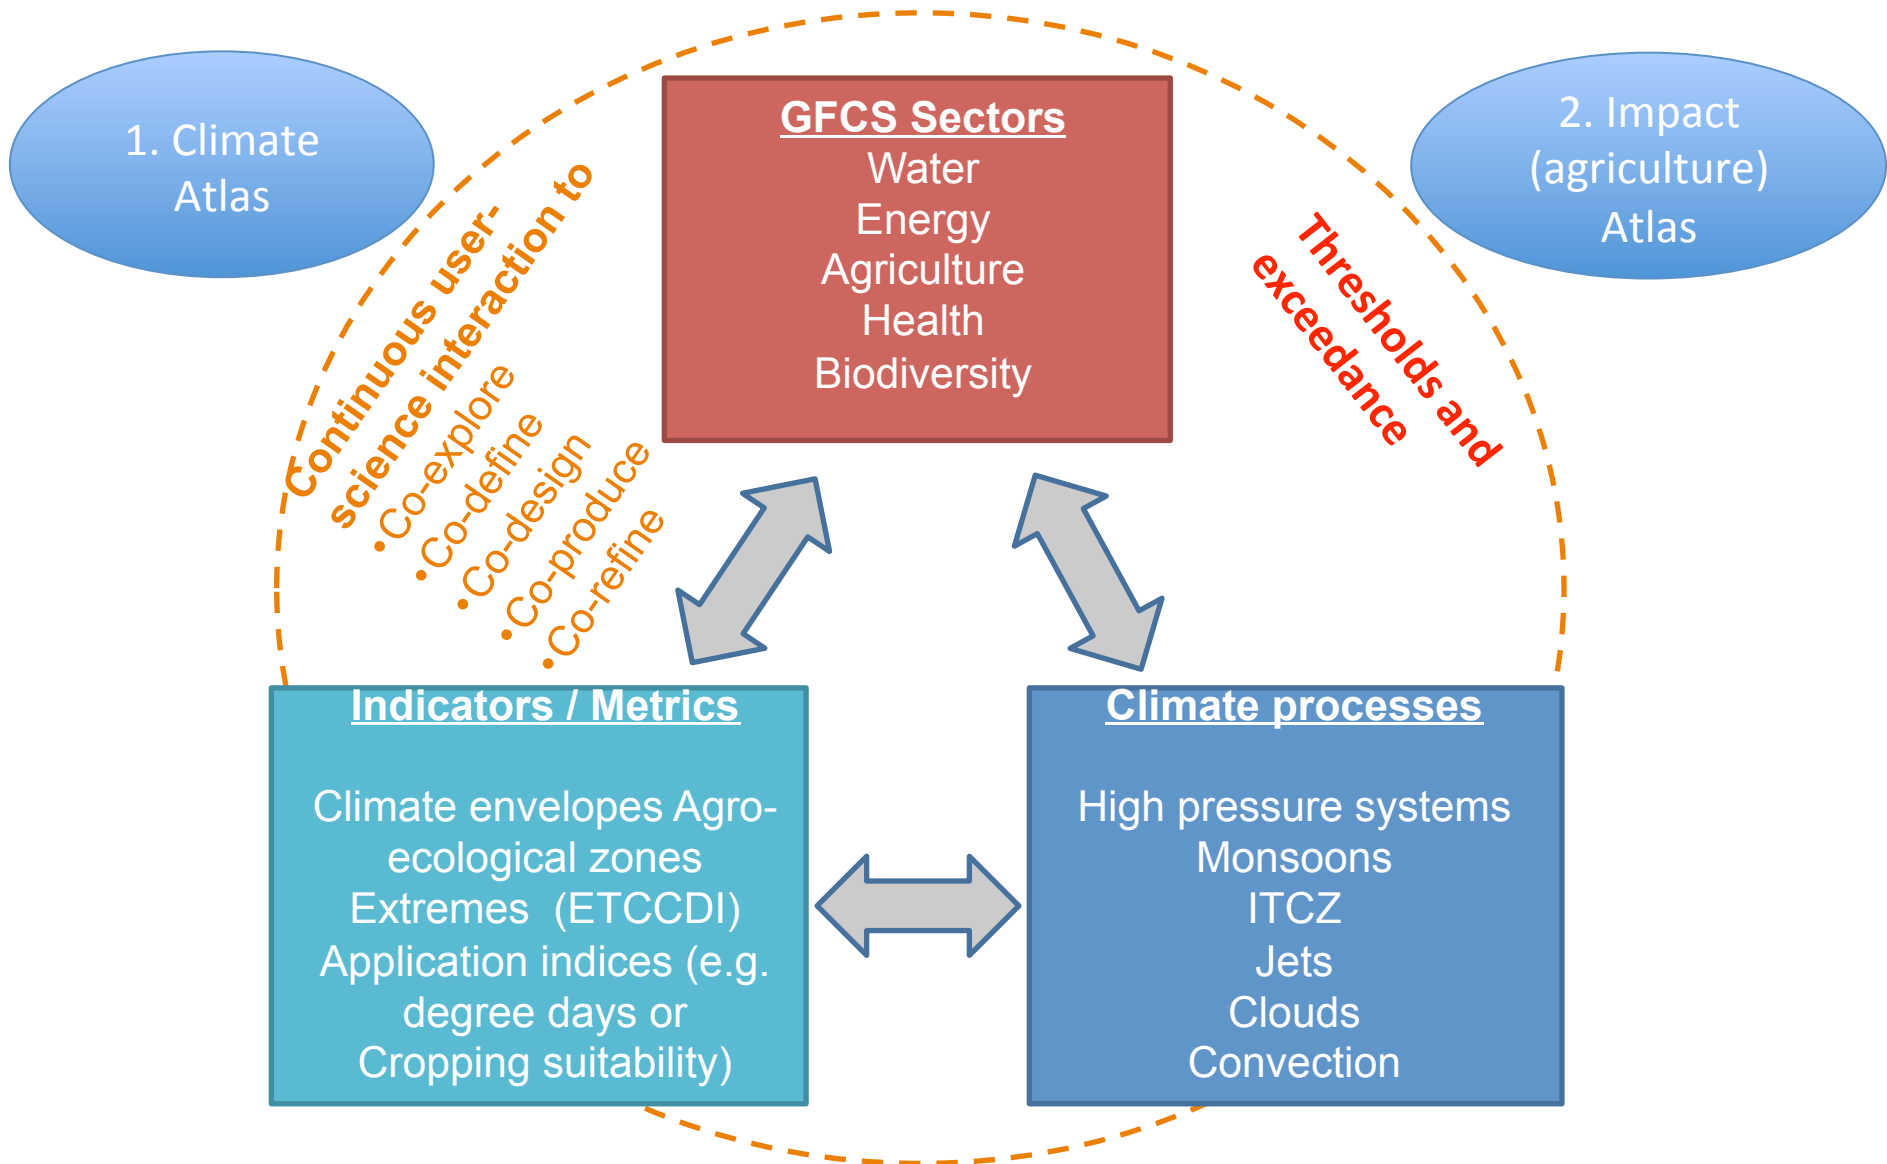 1. Climate
Atlas
GFCS Sectors
Water
Energy
Agriculture
Health
Biodiversity
2. Impact
(agriculture)
Atlas
Continuous user-
science interaction to
•Co-explore
•Co-define
•Co-design
•Co-produce
•Co-refine
Thresholds and
exceedance
Indicators / Metrics
Climate envelopes Agro-
ecological zones
Extremes  (ETCCDI)
Application indices (e.g.
degree days or
Cropping suitability)
Climate processes
High pressure systems
Monsoons
ITCZ
Jets
Clouds
Convection